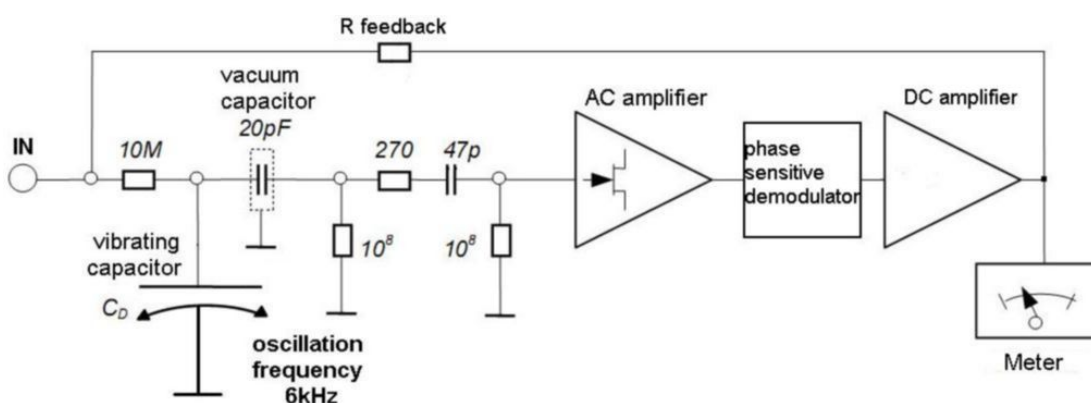 R feedback
vacuum
capacitor
20pF
AC amplifier
DC amplifier
IN
10M
270
47p
phase
sensitive
demodulator
10⁸
10⁸
vibrating
capacitor
C_D
oscillation
frequency
6kHz
Meter